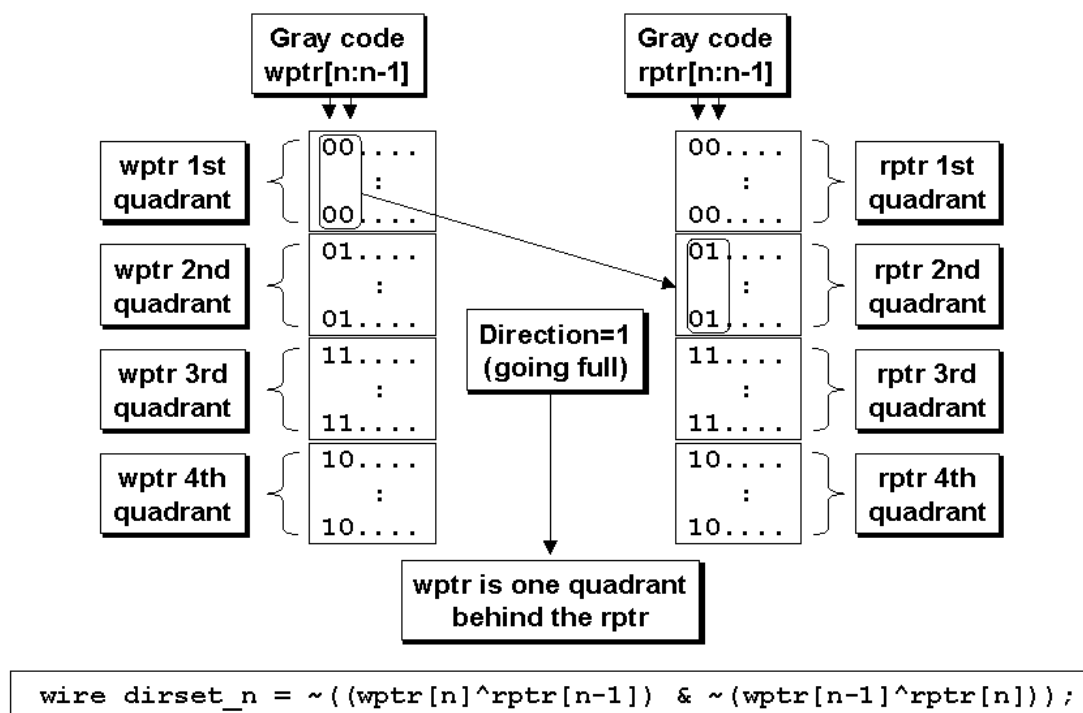 Gray code
wptr[n:n-1]
Gray code
rptr[n:n-1]
wptr 1st
quadrant
00....
:
00....
00....
:
00....
rptr 1st
quadrant
wptr 2nd
quadrant
01....
:
01....
01....
:
01....
rptr 2nd
quadrant
Direction=1
(going full)
wptr 3rd
quadrant
11....
:
11....
11....
:
11....
rptr 3rd
quadrant
wptr 4th
quadrant
10....
:
10....
10....
:
10....
rptr 4th
quadrant
wptr is one quadrant
behind the rptr
wire dirset_n = ~((wptr[n]^rptr[n-1]) & ~(wptr[n-1]^rptr[n]));